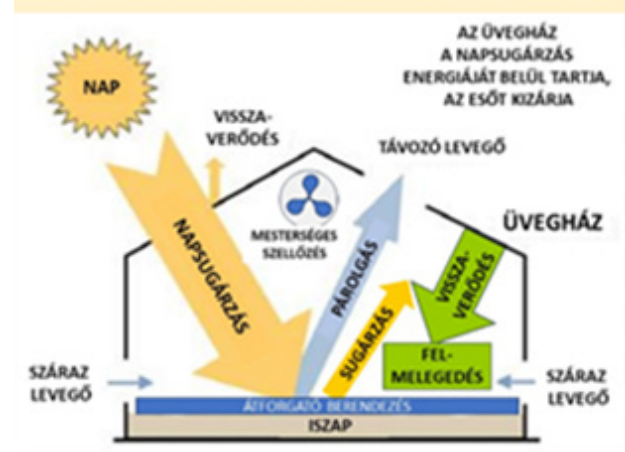 NAP
AZ ÜVEGHÁZ
A NAPSUGÁRZÁS
ENERGIÁJÁT BELÜL TARTJA,
AZ ESŐT KIZÁRJA
VISSZA-
VERŐDÉS
TÁVOZÓ LEVEGŐ
ÜVEGHÁZ
MESTERSÉGES
SZELLŐZÉS
NAPSUGÁRZÁS
PÁROLGÁS
SUGÁRZÁS
VISSZA-
VERŐDÉS
FEL-
MELEGEDÉS
SZÁRAZ
LEVEGŐ
SZÁRAZ
LEVEGŐ
ÁTFORGATÓ BERENDEZÉS
ISZAP